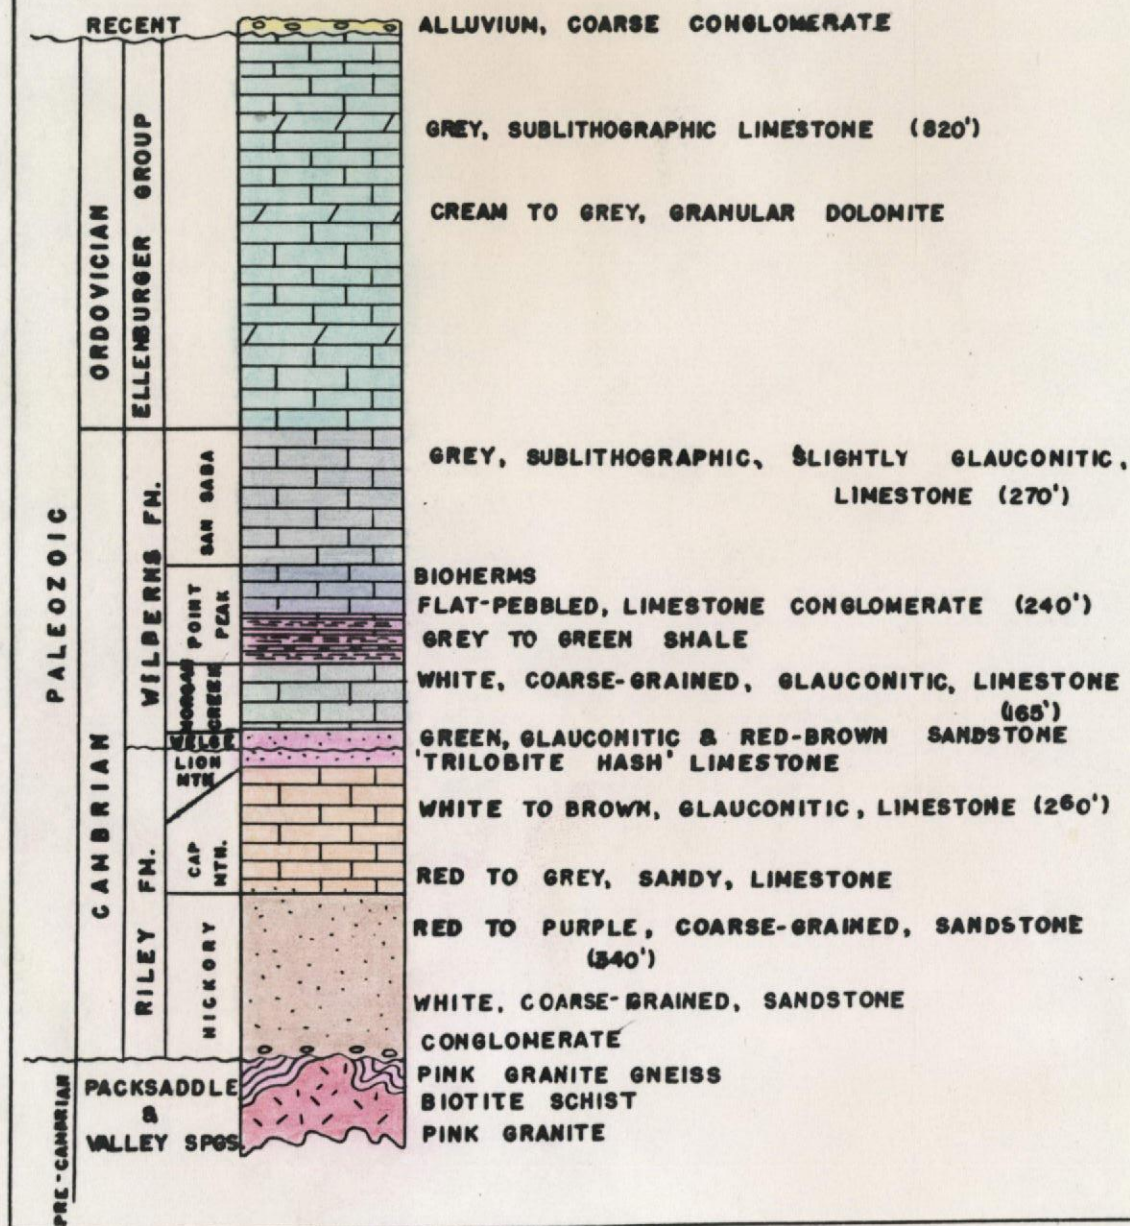 RECENT
ALLUVIUM, COARSE CONGLOMERATE
PALEOZOIC
ORDOVICIAN
ELLENBURGER GROUP
GREY, SUBLITHOGRAPHIC LIMESTONE (820')
CREAM TO GREY, GRANULAR DOLOMITE
CAMBRIAN
WILBERNS FM.
SAN SABA
GREY, SUBLITHOGRAPHIC, SLIGHTLY GLAUCONITIC,
LIMESTONE (270')
POINT
PEAK
BIOHERMS
FLAT-PEBBLED, LIMESTONE CONGLOMERATE (240')
GREY TO GREEN SHALE
MORGAN
CREEK
WHITE, COARSE-GRAINED, GLAUCONITIC, LIMESTONE
(165')
WELGE
GREEN, GLAUCONITIC & RED-BROWN SANDSTONE
RILEY FM.
LION
MTN
'TRILOBITE HASH' LIMESTONE
CAP
MTN.
WHITE TO BROWN, GLAUCONITIC, LIMESTONE (260')
RED TO GREY, SANDY, LIMESTONE
HICKORY
RED TO PURPLE, COARSE-GRAINED, SANDSTONE
(340')
WHITE, COARSE-GRAINED, SANDSTONE
CONGLOMERATE
PRE-CAMBRIAN
PACKSADDLE
&
VALLEY SPGS.
PINK GRANITE GNEISS
BIOTITE SCHIST
PINK GRANITE